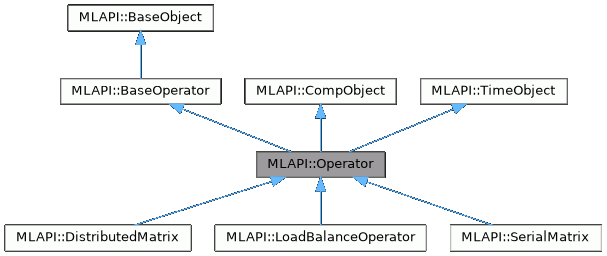 MLAPI::BaseObject
MLAPI::BaseOperator
MLAPI::CompObject
MLAPI::TimeObject
MLAPI::Operator
MLAPI::DistributedMatrix
MLAPI::LoadBalanceOperator
MLAPI::SerialMatrix